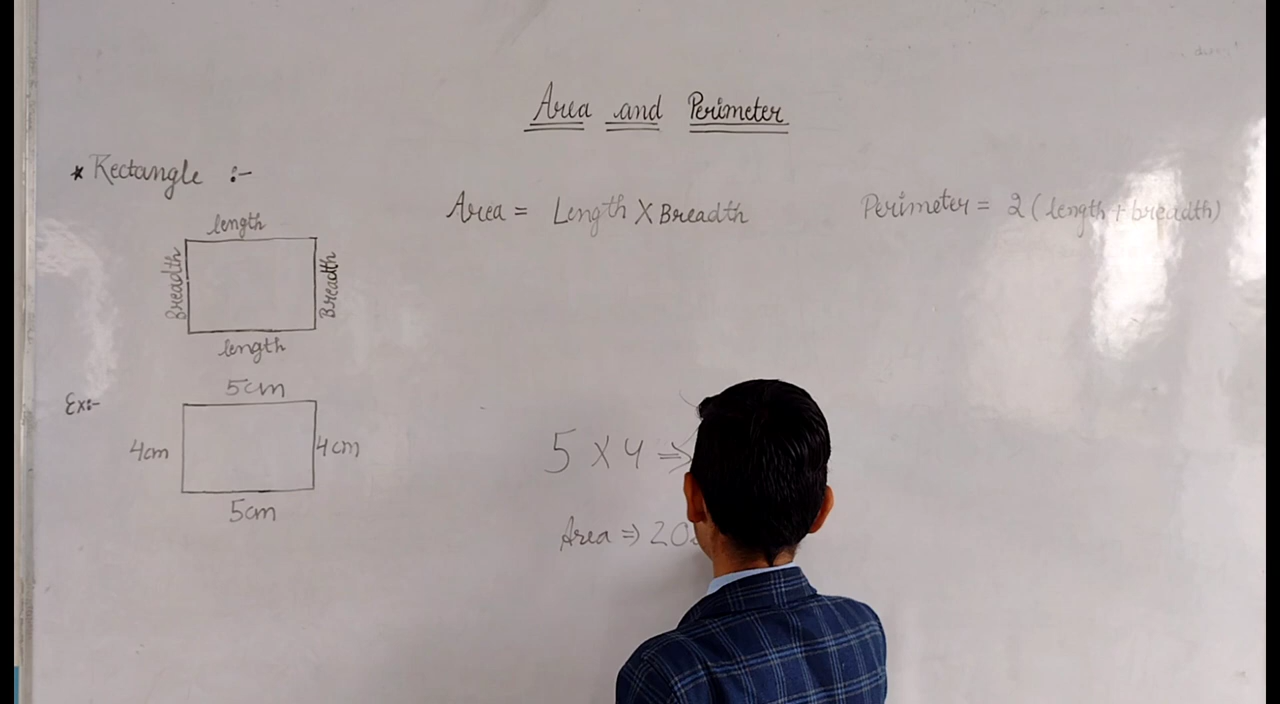 Area and Perimeter
* Rectangle :-
Area = Length X Breadth
Perimeter = 2 (length + breadth)
length
Breadth
Breadth
length
Ex:-
5cm
4cm
4cm
5cm
5 X 4 =>
Area => 20